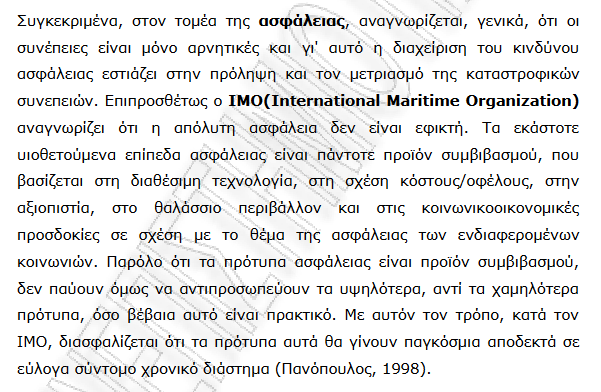 Συγκεκριμένα, στον τομέα της ασφάλειας, αναγνωρίζεται, γενικά, ότι οι
συνέπειες είναι μόνο αρνητικές και γι' αυτό η διαχείριση του κινδύνου
ασφάλειας εστιάζει στην πρόληψη και τον μετριασμό της καταστροφικών
συνεπειών. Επιπροσθέτως ο IMO(International Maritime Organization)
αναγνωρίζει ότι η απόλυτη ασφάλεια δεν είναι εφικτή. Τα εκάστοτε
υιοθετούμενα επίπεδα ασφάλειας είναι πάντοτε προϊόν συμβιβασμού, που
βασίζεται στη διαθέσιμη τεχνολογία, στη σχέση κόστους/οφέλους, στην
αξιοπιστία, στο θαλάσσιο περιβάλλον και στις κοινωνικοοικονομικές
προσδοκίες σε σχέση με το θέμα της ασφάλειας των ενδιαφερομένων
κοινωνιών. Παρόλο ότι τα πρότυπα ασφάλειας είναι προϊόν συμβιβασμού,
δεν παύουν όμως να αντιπροσωπεύουν τα υψηλότερα, αντί τα χαμηλότερα
πρότυπα, όσο βέβαια αυτό είναι πρακτικό. Με αυτόν τον τρόπο, κατά τον
ΙΜΟ, διασφαλίζεται ότι τα πρότυπα αυτά θα γίνουν παγκόσμια αποδεκτά σε
εύλογα σύντομο χρονικό διάστημα (Πανόπουλος, 1998).